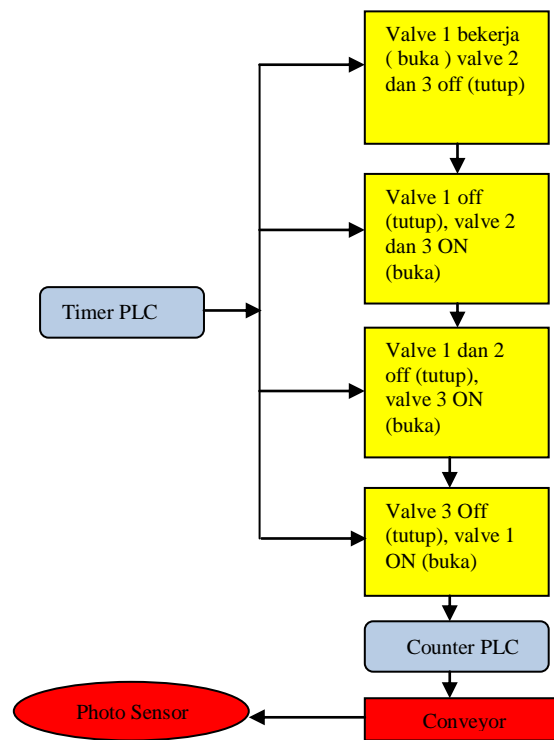 Valve 1 bekerja
( buka ) valve 2
dan 3 off (tutup)
Valve 1 off
(tutup), valve 2
dan 3 ON
(buka)
Timer PLC
Valve 1 dan 2
off (tutup),
valve 3 ON
(buka)
Valve 3 Off
(tutup), valve 1
ON (buka)
Counter PLC
Photo Sensor
Conveyor